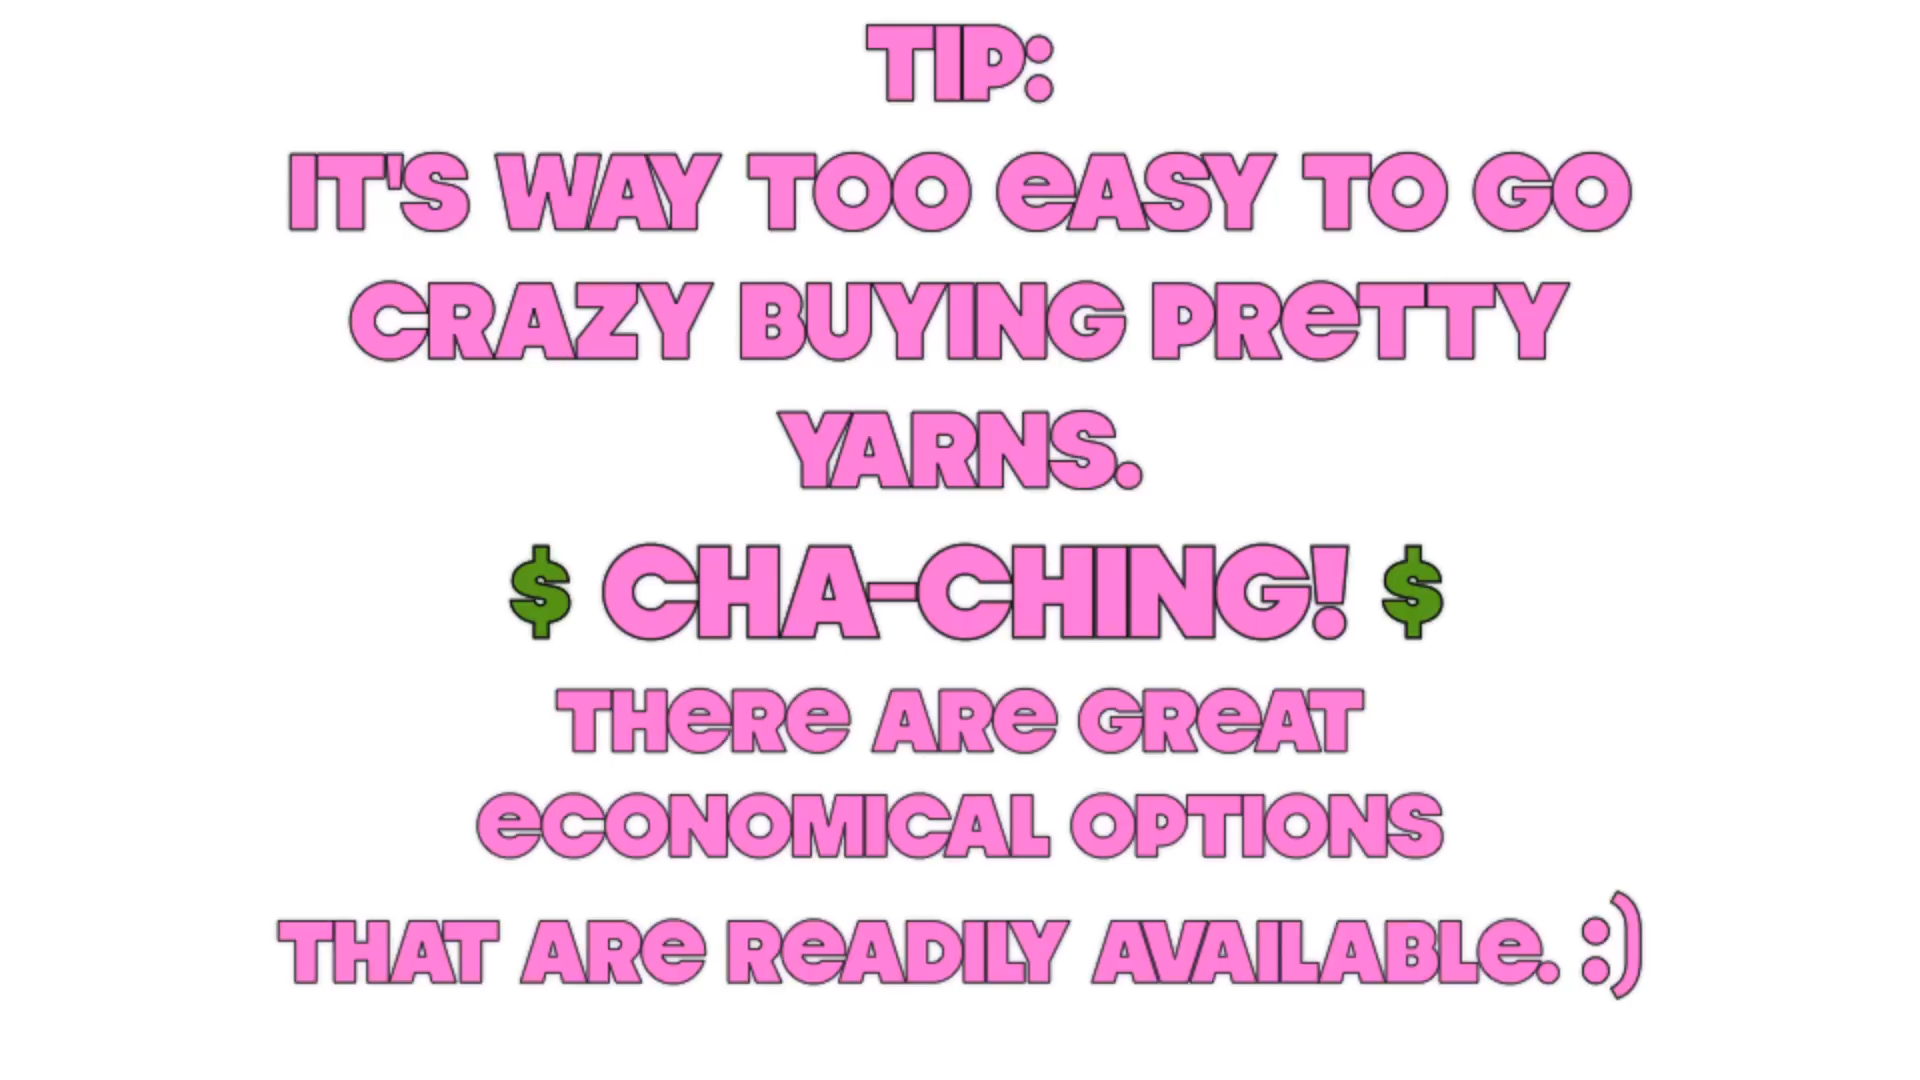 TIP:
IT'S WAY TOO eASY TO GO
CRAZY BUYING PReTTY
YARNS.
$ CHA-CHING! $
THeRe ARe GReAT
eCONOMICAL OPTIONS
THAT ARe ReADILY AVAILABLe. :)